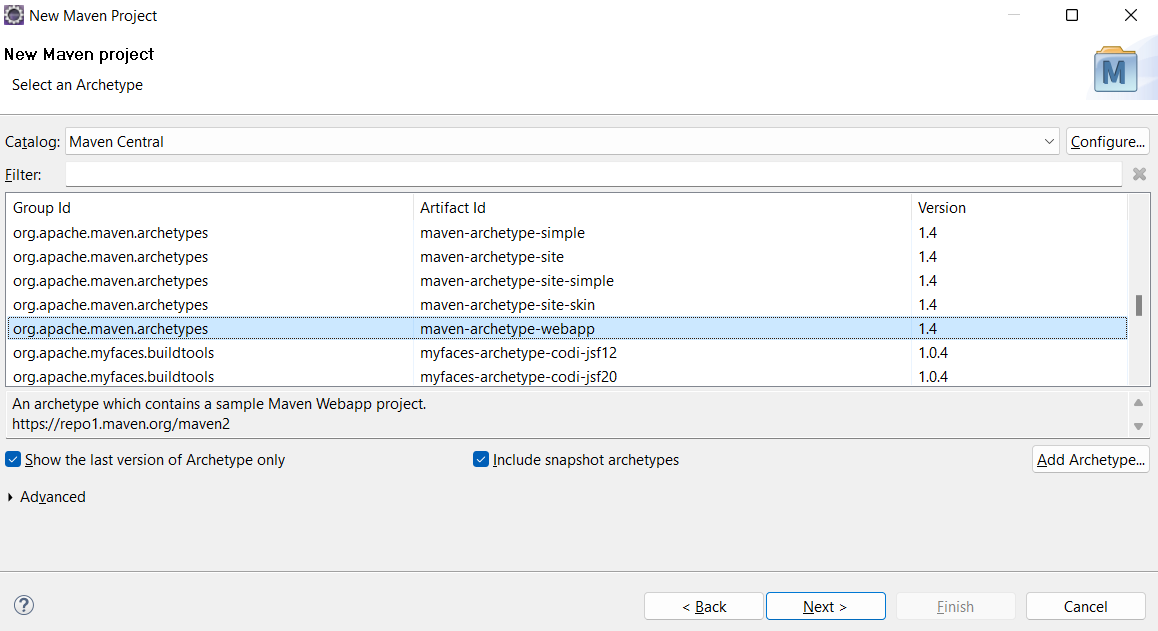 New Maven Project
New Maven project
Select an Archetype
M
Catalog: Maven Central Configure...
Filter:
Group Id Artifact Id Version
org.apache.maven.archetypes maven-archetype-simple 1.4
org.apache.maven.archetypes maven-archetype-site 1.4
org.apache.maven.archetypes maven-archetype-site-simple 1.4
org.apache.maven.archetypes maven-archetype-site-skin 1.4
org.apache.maven.archetypes maven-archetype-webapp 1.4
org.apache.myfaces.buildtools myfaces-archetype-codi-jsf12 1.0.4
org.apache.myfaces.buildtools myfaces-archetype-codi-jsf20 1.0.4
An archetype which contains a sample Maven Webapp project.
https://repo1.maven.org/maven2
Show the last version of Archetype only Include snapshot archetypes Add Archetype...
Advanced
? < Back Next > Finish Cancel